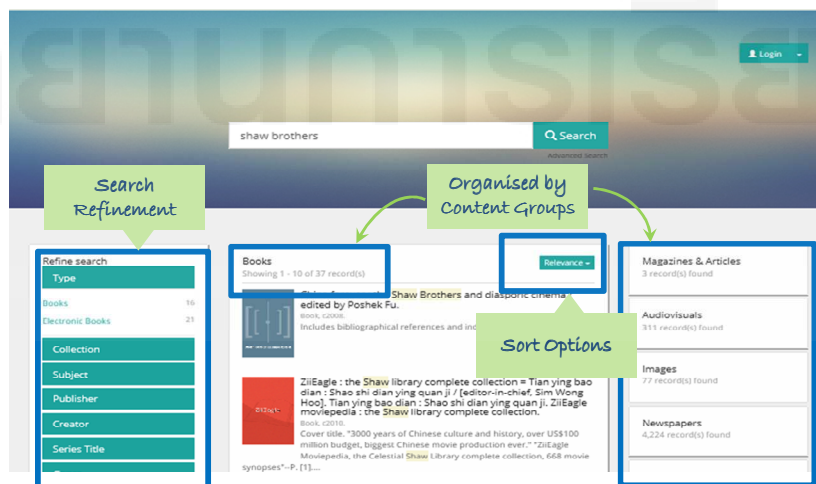 Login
shaw brothers
Search
Advanced Search
Search
Refinement
Organised by
Content Groups
Refine search
Type
Books 16
Electronic Books 21
Collection
Subject
Publisher
Creator
Series Title
Books
Showing 1 - 10 of 37 record(s)
Relevance
Shaw Brothers and diasporic cinema
edited by Poshek Fu.
Book, c2008.
Includes bibliographical references and
Sort Options
ZiiEagle : the Shaw library complete collection = Tian ying bao
dian : Shao shi dian ying quan ji / [editor-in-chief, Sim Wong
Hoo]. Tian ying bao dian : Shao shi dian ying quan ji. ZiiEagle
moviepedia : the Shaw library complete collection.
Book, c2010.
Cover title. "3000 years of Chinese culture and history, over US$100
million budget, biggest Chinese movie production ever." "ZiiEagle
Moviepedia, the Celestial Shaw Library complete collection, 668 movie
synopses"--P. [1]....
Magazines & Articles
3 record(s) found
Audiovisuals
311 record(s) found
Images
77 record(s) found
Newspapers
4,224 record(s) found